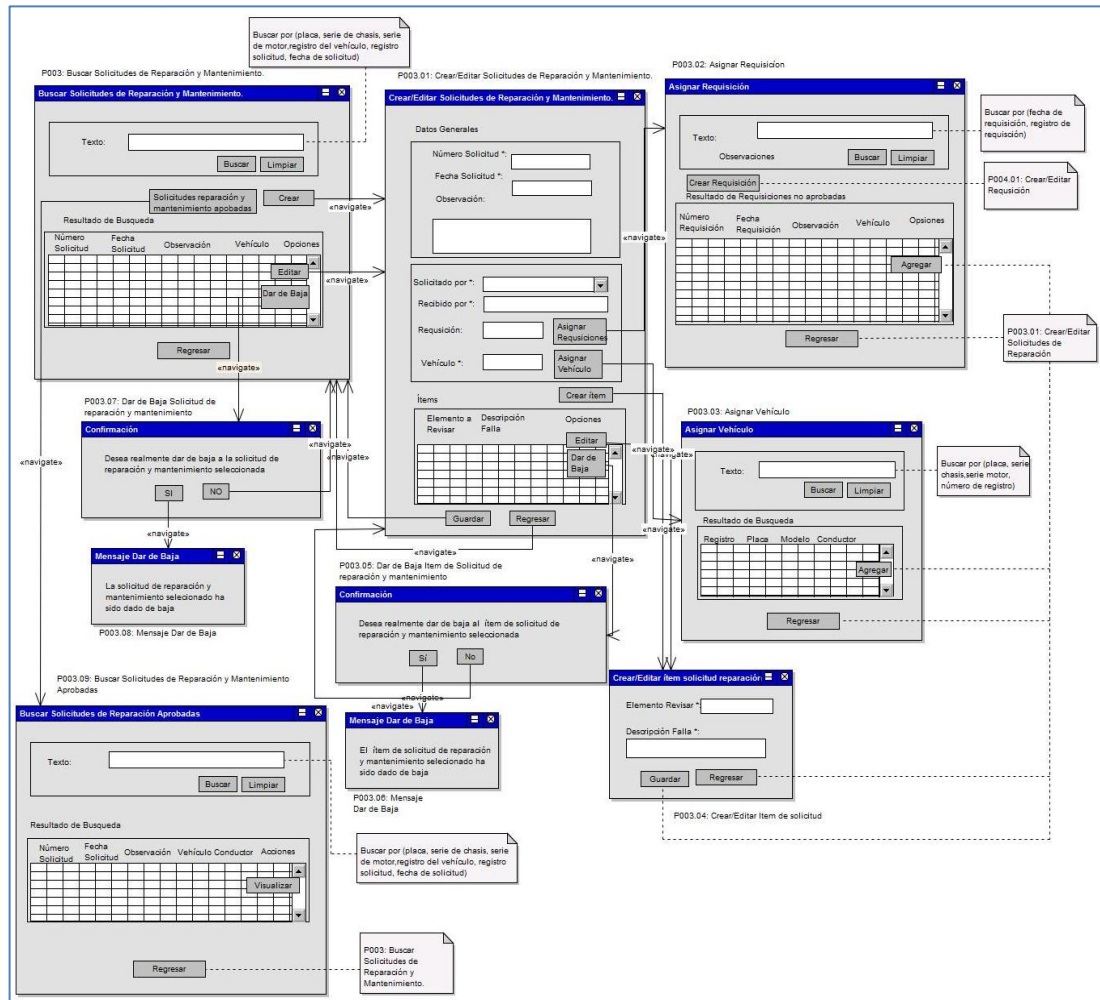 Buscar por (placa, serie de chasis, serie
de motor,registro del vehículo, registro
solicitud, fecha de solicitud)
P003: Buscar Solicitudes de Reparación y Mantenimiento.
Buscar Solicitudes de Reparación y Mantenimiento.
Texto:
Buscar
Limpiar
Solicitudes reparación y
mantenimiento aprobadas
Crear
«navigate»
Resultado de Busqueda
Número
Solicitud
Fecha
Solicitud
Observación
Vehículo
Opciones
Editar
«navigate»
Dar de Baja
Regresar
«navigate»
P003.01: Crear/Editar Solicitudes de Reparación y Mantenimiento.
Crear/Editar Solicitudes de Reparación y Mantenimiento.
Datos Generales
Número Solicitud *:
Fecha Solicitud *:
Observación:
«navigate»
Solicitado por *:
Recibido por *:
Requsición:
Asignar
Requsiciones
Vehículo *:
Asignar
Vehículo
Crear ítem
Ítems
Elemento a
Revisar
Descripción
Falla
Opciones
Editar
Dar de
Baja
Guardar
Regresar
«navigate»
«navigate»
«navigate»
«navigate»
P003.02: Asignar Requisicíon
Asignar Requisición
Texto:
Observaciones
Buscar
Limpiar
Crear Requisición
Resultado de Requisiciones no aprobadas
Número
Requisición
Fecha
Requisición
Observación
Vehículo
Opsiones
Agregar
Regresar
Buscar por (fecha de
requisición, registro de
requisción)
P004.01: Crear/Editar
Requsición
P003.01: Crear/Editar
Solicitudes de
Reparación
P003.07: Dar de Baja Solicitud de
reparación y mantenimiento
Confirmación
Desea realmente dar de baja a la solicitud de
reparación y mantenimiento seleccionada
SI
NO
«navigate»
«navigate»
«navigate»
«navigate»
Mensaje Dar de Baja
La solicitud de reparación y
mantenimiento selecionado ha
sido dado de baja
P003.08: Mensaje Dar de Baja
P003.03: Asignar Vehículo
Asignar Vehículo
Texto:
Buscar
Limpiar
Resultado de Busqueda
Registro
Placa
Modelo
Conductor
Agregar
Regresar
Buscar por (placa, serie
chasis,serie motor,
número de registro)
P003.05: Dar de Baja Item de Solicitud de
reparación y mantenimiento
Confirmación
Desea realmente dar de baja al ítem de solicitud de
reparación y mantenimiento seleccionada
Sí
No
«navigate»
«navigate»
Mensaje Dar de Baja
El ítem de solicitud de reparación
y mantenimiento selecionado ha
sido dado de baja
P003.06: Mensaje
Dar de Baja
Crear/Editar ítem solicitud reparación
Elemento Revisar *:
Descripción Falla *:
Guardar
Regresar
P003.04: Crear/Editar Item de solicitud
P003.09: Buscar Solicitudes de Reparación y Mantenimiento
Aprobadas
Buscar Solicitudes de Reparación Aprobadas
Texto:
Buscar
Limpiar
Resultado de Busqueda
Número
Solicitud
Fecha
Solicitud
Observación
Vehículo
Conductor
Acciones
Visualizar
Regresar
Buscar por (placa, serie de chasis, serie
de motor,registro del vehículo, registro
solicitud, fecha de solicitud)
P003: Buscar
Solicitudes de
Reparación y
Mantenimiento.